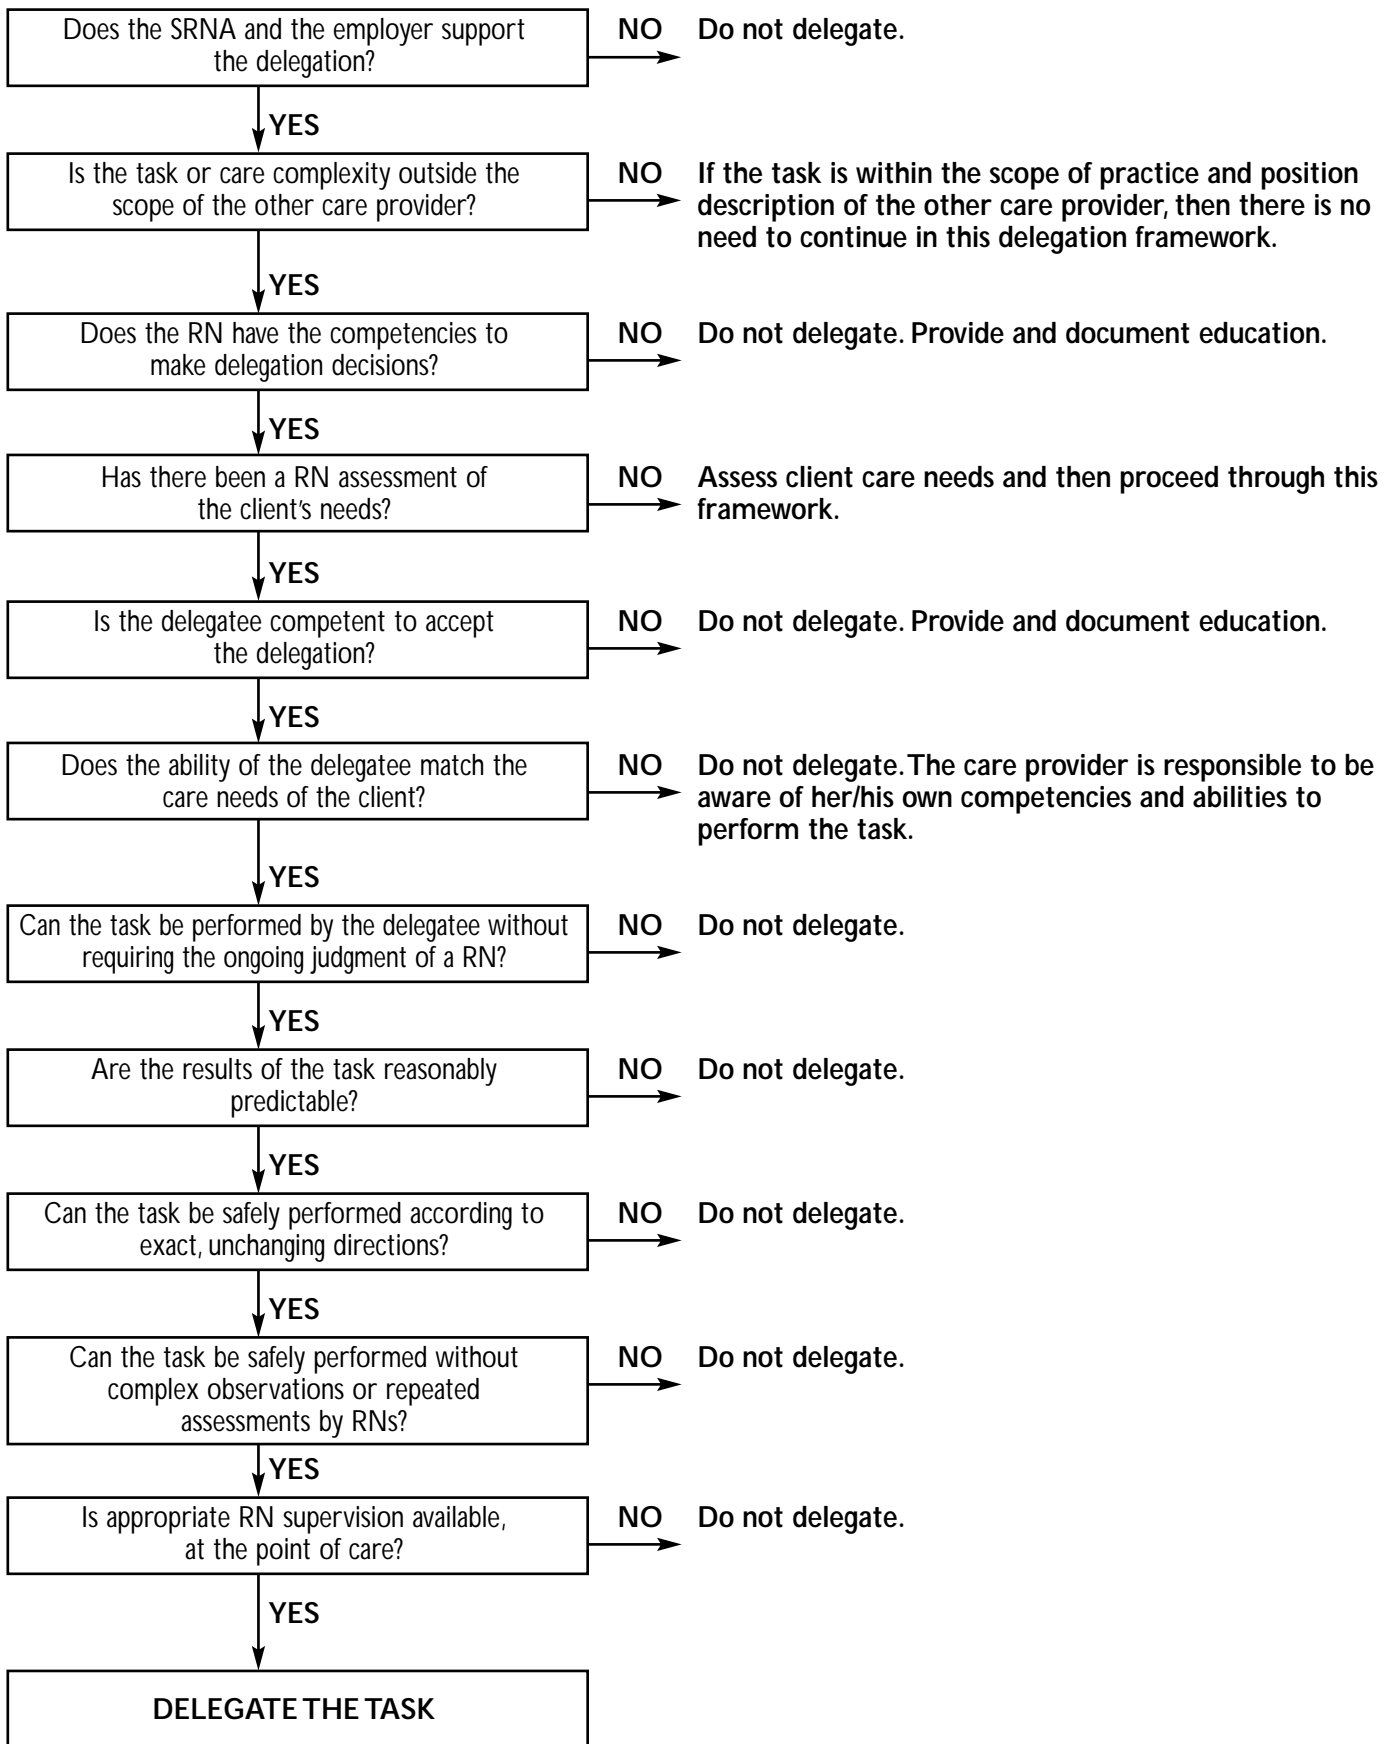 Does the SRNA and the employer support
the delegation?
NO
Do not delegate.
YES
Is the task or care complexity outside the
scope of the other care provider?
NO
If the task is within the scope of practice and position
description of the other care provider, then there is no
need to continue in this delegation framework.
YES
Does the RN have the competencies to
make delegation decisions?
NO
Do not delegate. Provide and document education.
YES
Has there been a RN assessment of
the client's needs?
NO
Assess client care needs and then proceed through this
framework.
YES
Is the delegatee competent to accept
the delegation?
NO
Do not delegate. Provide and document education.
YES
Does the ability of the delegatee match the
care needs of the client?
NO
Do not delegate. The care provider is responsible to be
aware of her/his own competencies and abilities to
perform the task.
YES
Can the task be performed by the delegatee without
requiring the ongoing judgment of a RN?
NO
Do not delegate.
YES
Are the results of the task reasonably
predictable?
NO
Do not delegate.
YES
Can the task be safely performed according to
exact, unchanging directions?
NO
Do not delegate.
YES
Can the task be safely performed without
complex observations or repeated
assessments by RNs?
NO
Do not delegate.
YES
Is appropriate RN supervision available,
at the point of care?
NO
Do not delegate.
YES
DELEGATE THE TASK